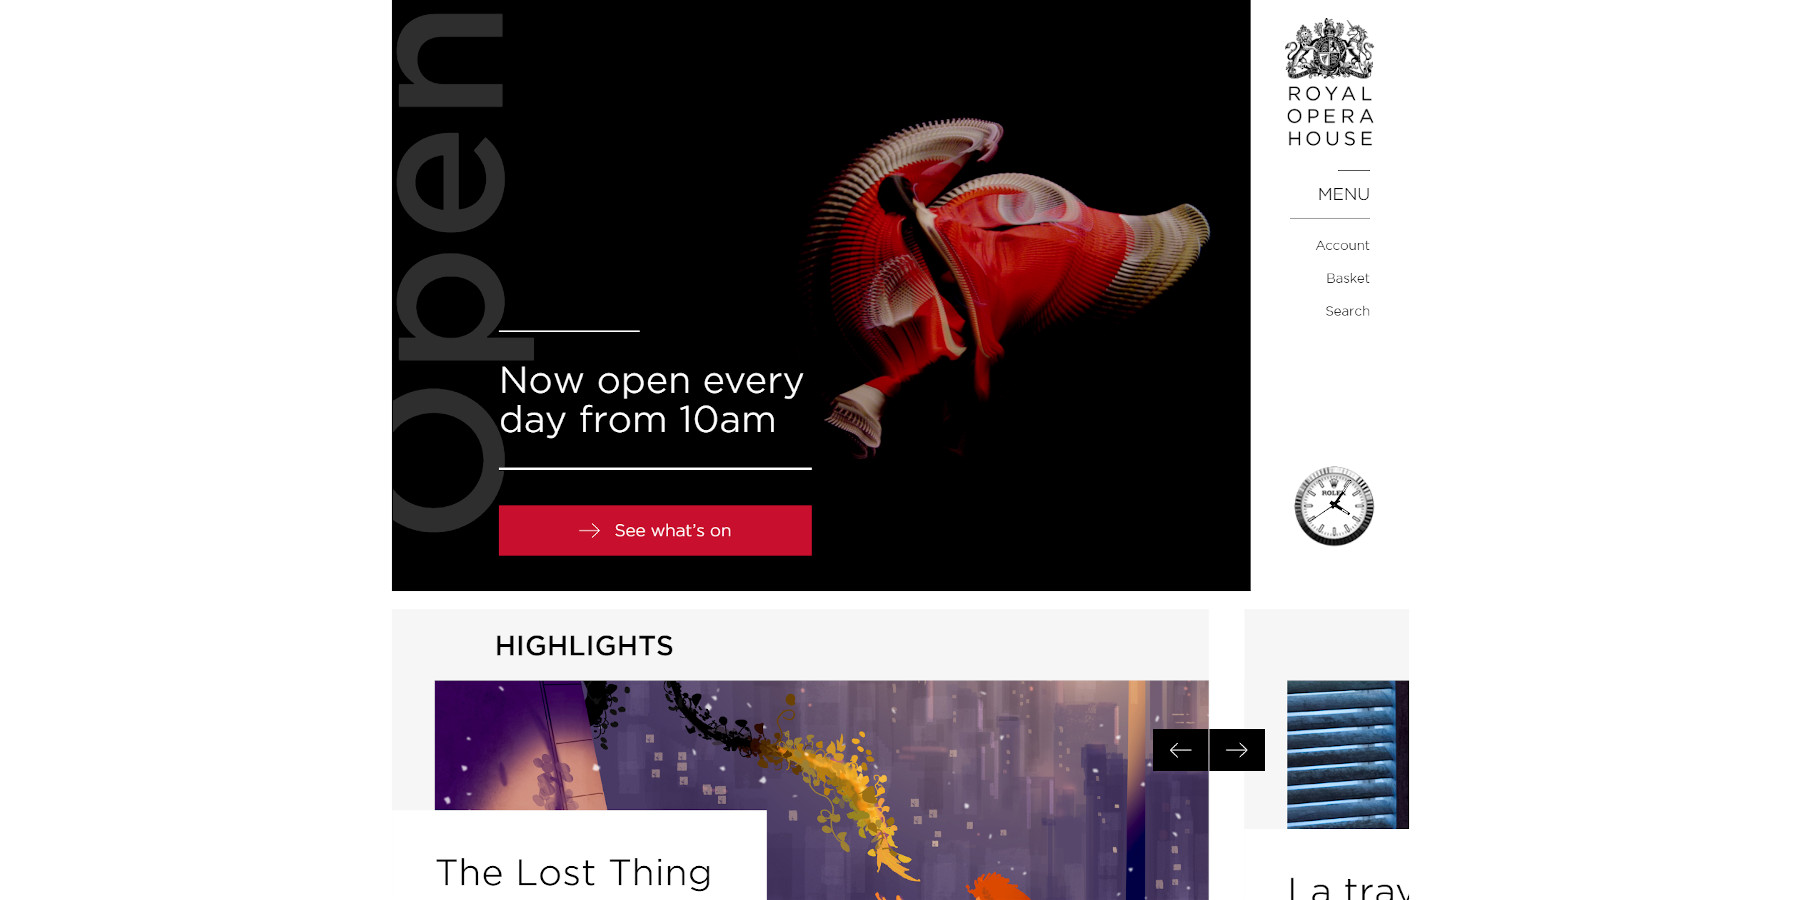 Open
Now open every
day from 10am
See what's on
ROYAL
OPERA
HOUSE
MENU
Account
Basket
Search
ROLEX
HIGHLIGHTS
The Lost Thing
La trav